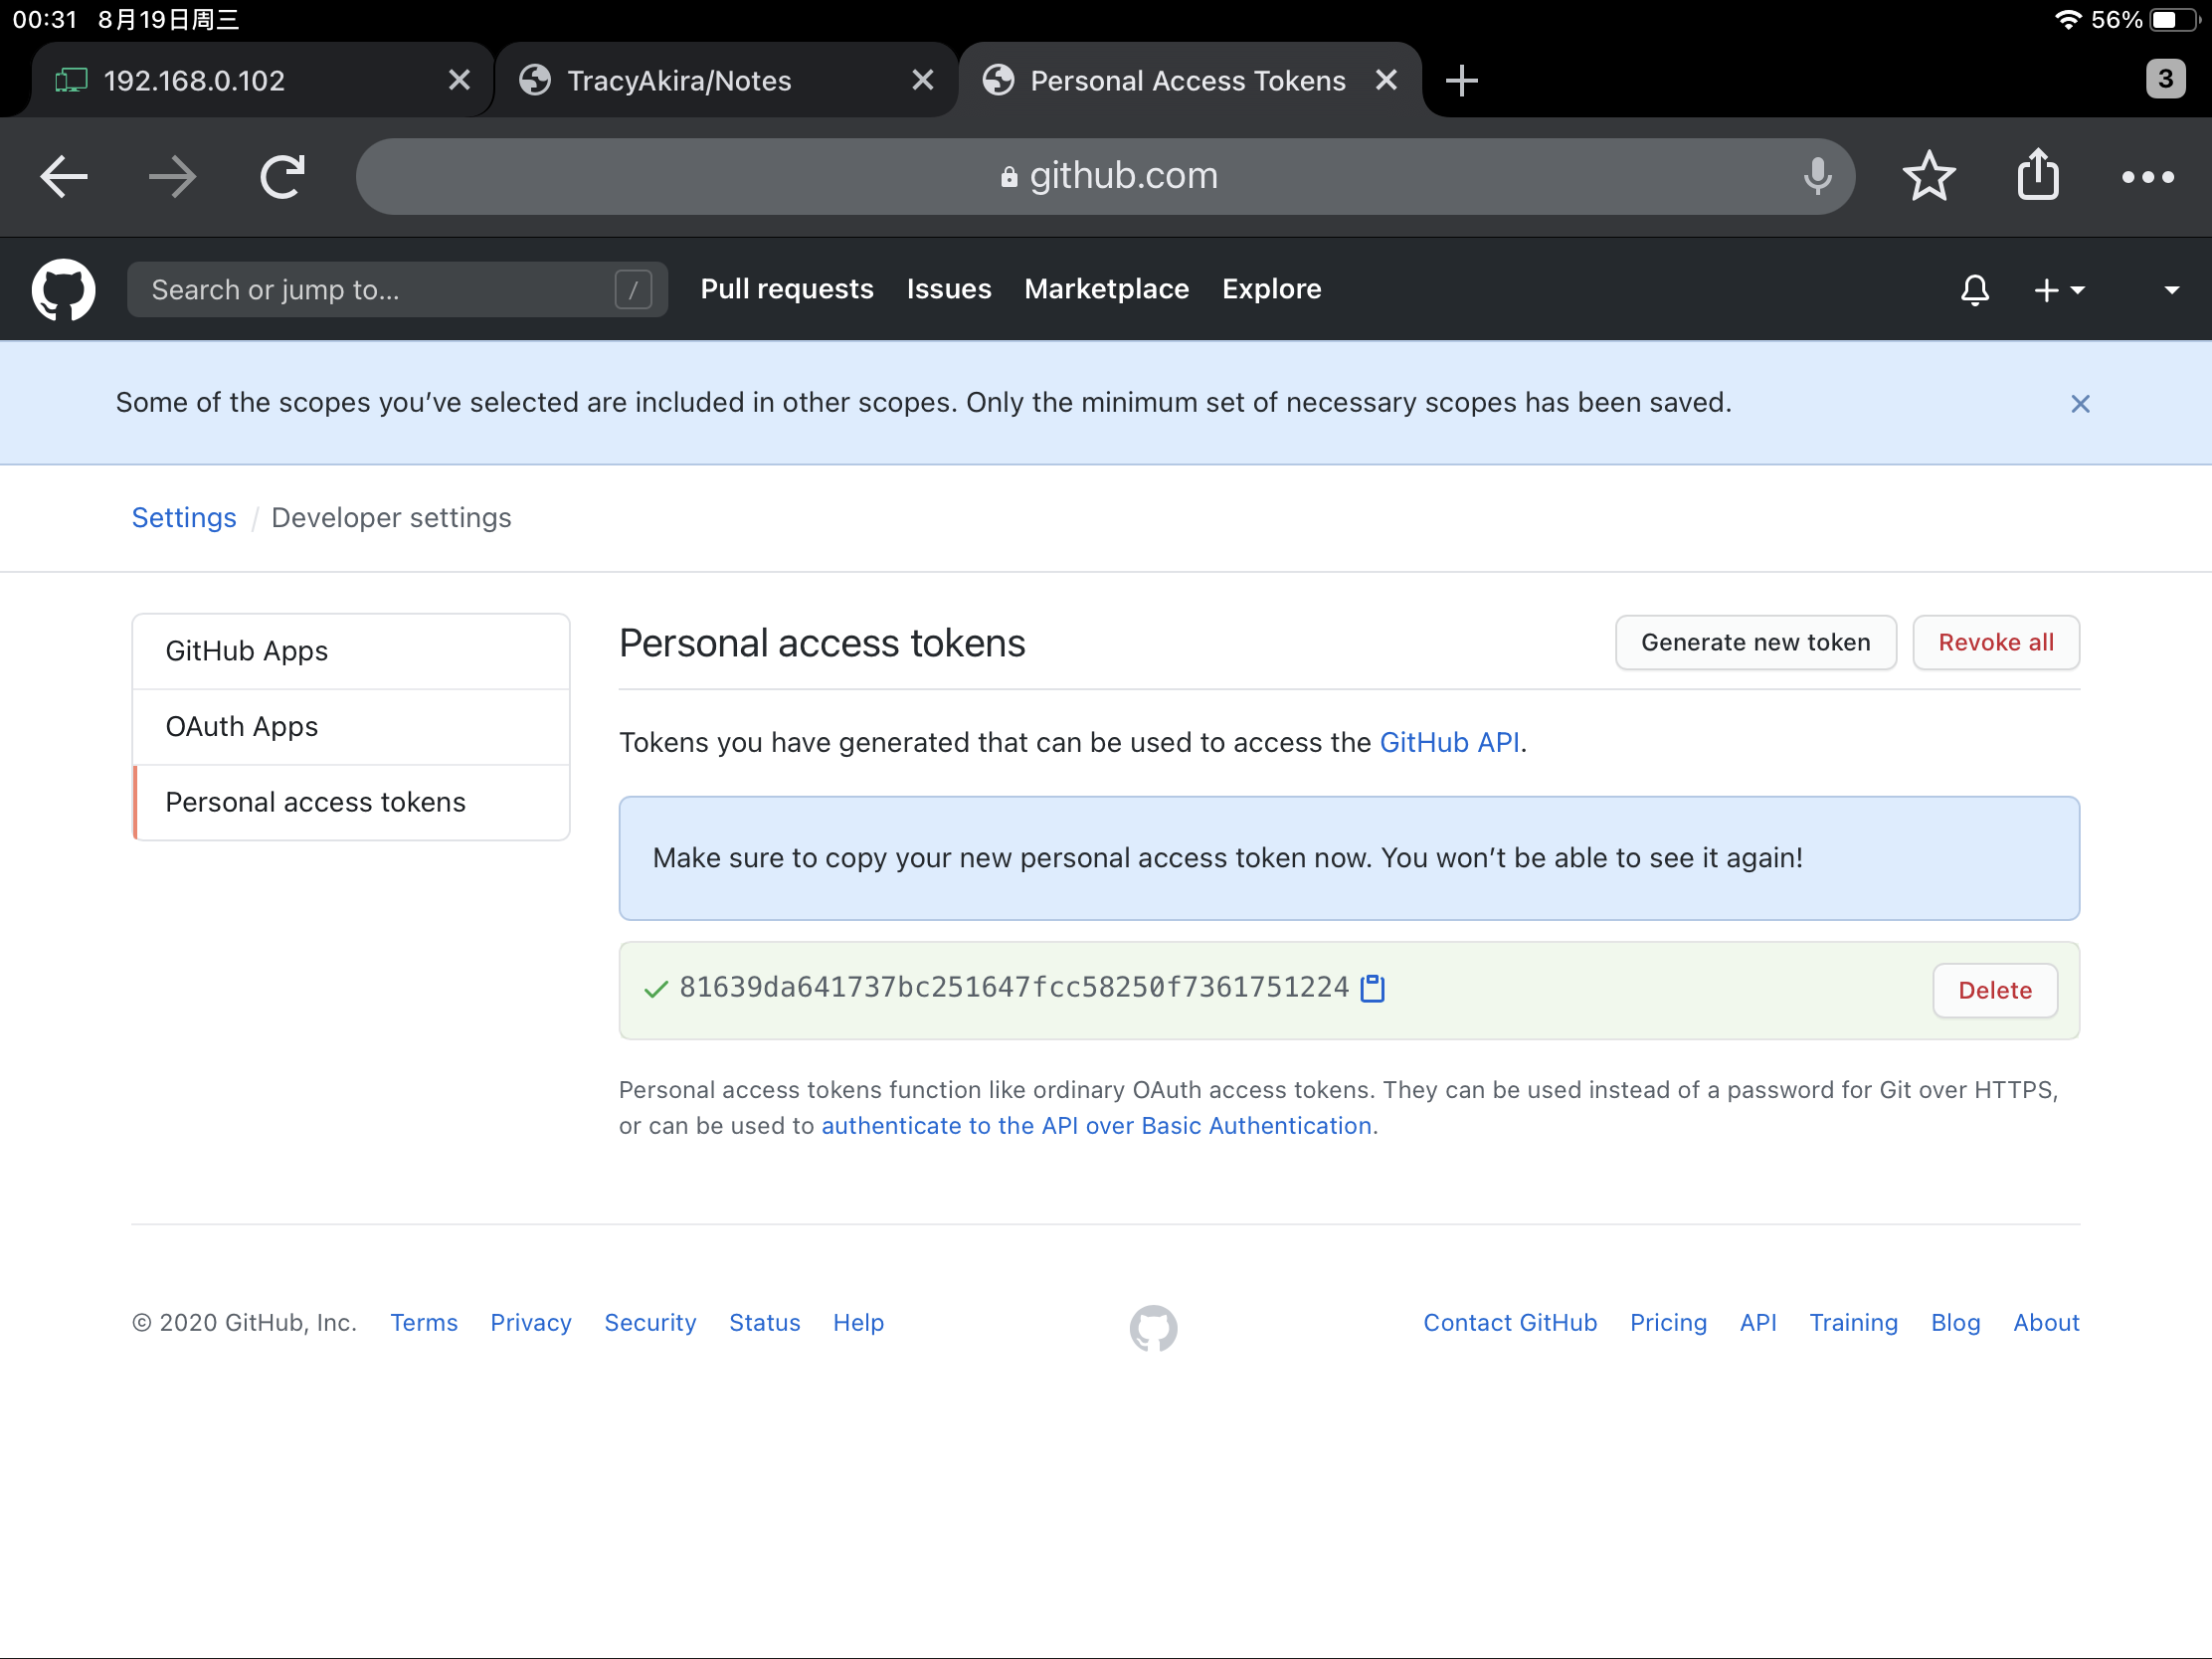 00:31 8月19日周三 56%
192.168.0.102 TracyAkira/Notes Personal Access Tokens 3
github.com
Search or jump to... / Pull requests Issues Marketplace Explore
Some of the scopes you’ve selected are included in other scopes. Only the minimum set of necessary scopes has been saved.
Settings / Developer settings
GitHub Apps
OAuth Apps
Personal access tokens
Personal access tokens Generate new token Revoke all
Tokens you have generated that can be used to access the GitHub API.
Make sure to copy your new personal access token now. You won’t be able to see it again!
81639da641737bc251647fcc58250f7361751224 Delete
Personal access tokens function like ordinary OAuth access tokens. They can be used instead of a password for Git over HTTPS,
or can be used to authenticate to the API over Basic Authentication.
© 2020 GitHub, Inc. Terms Privacy Security Status Help Contact GitHub Pricing API Training Blog About